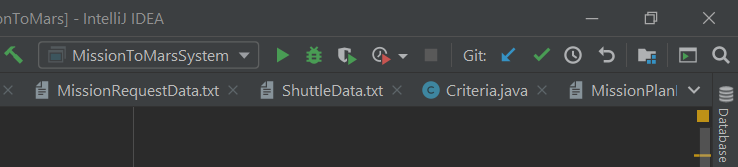 onToMars] - IntelliJ IDEA
MissionToMarsSystem Git:
MissionRequestData.txt ShuttleData.txt Criteria.java MissionPlan
Database